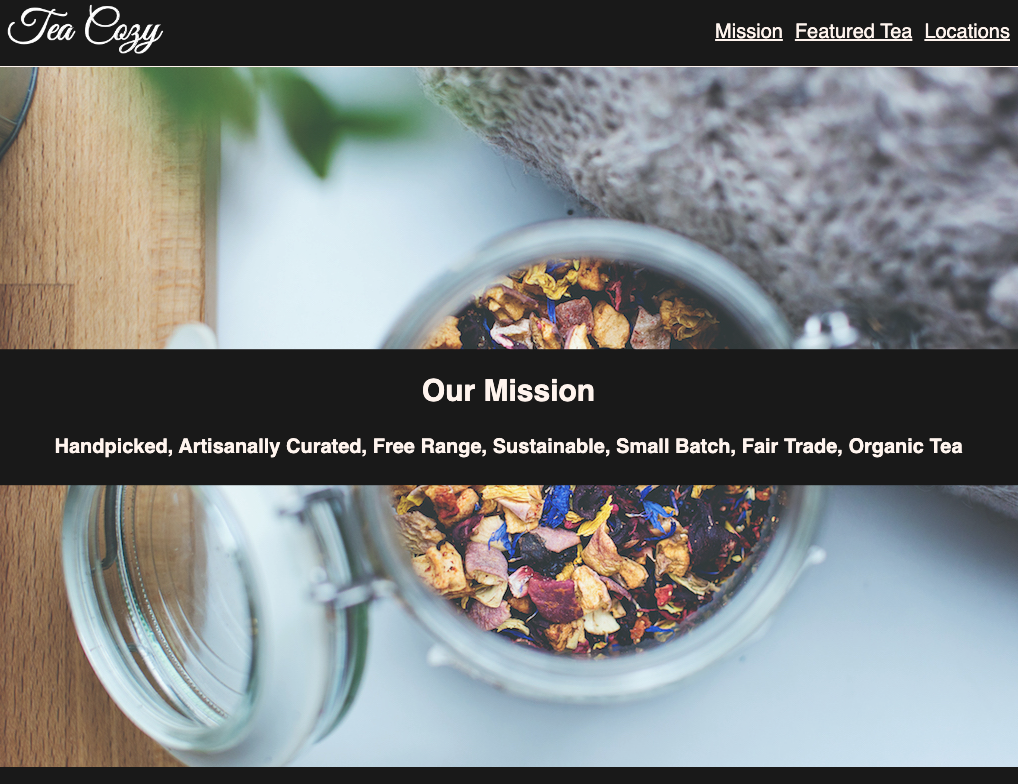 Tea Cozy
Mission Featured Tea Locations
Our Mission
Handpicked, Artisanally Curated, Free Range, Sustainable, Small Batch, Fair Trade, Organic Tea